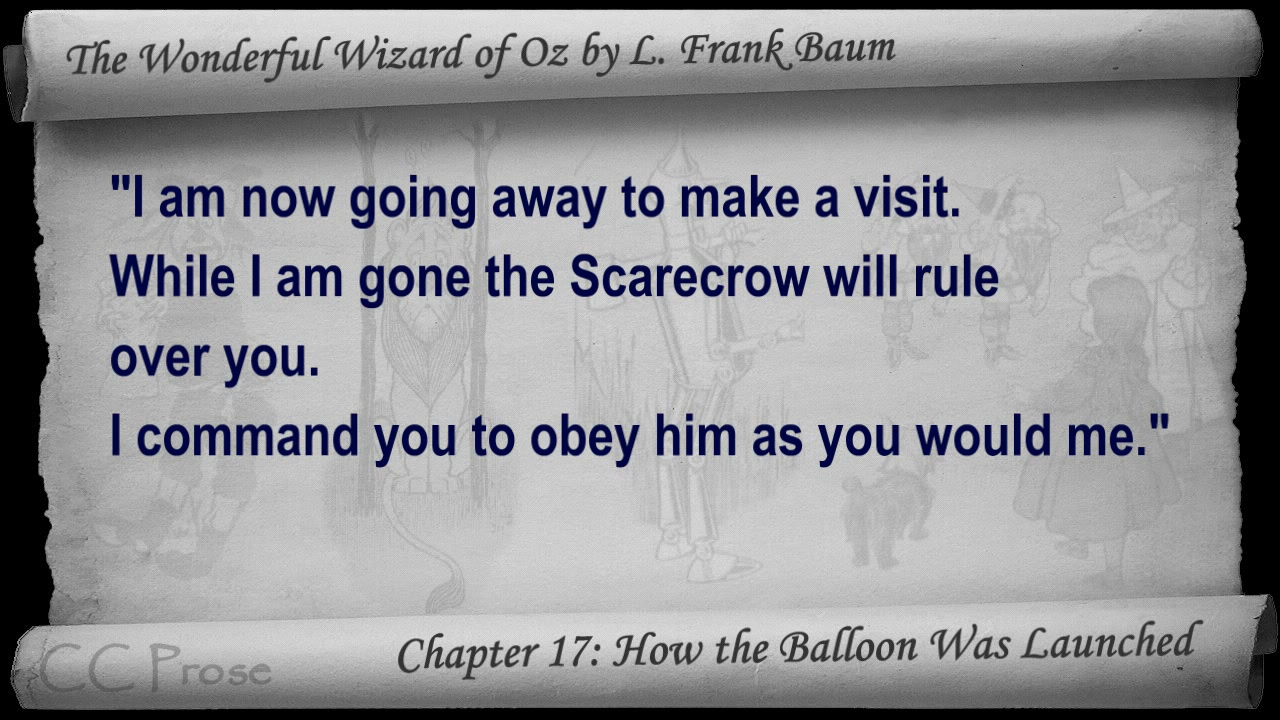 The Wonderful Wizard of Oz by L. Frank Baum
"I am now going away to make a visit.
While I am gone the Scarecrow will rule
over you.
I command you to obey him as you would me."
CC Prose
Chapter 17: How the Balloon Was Launched